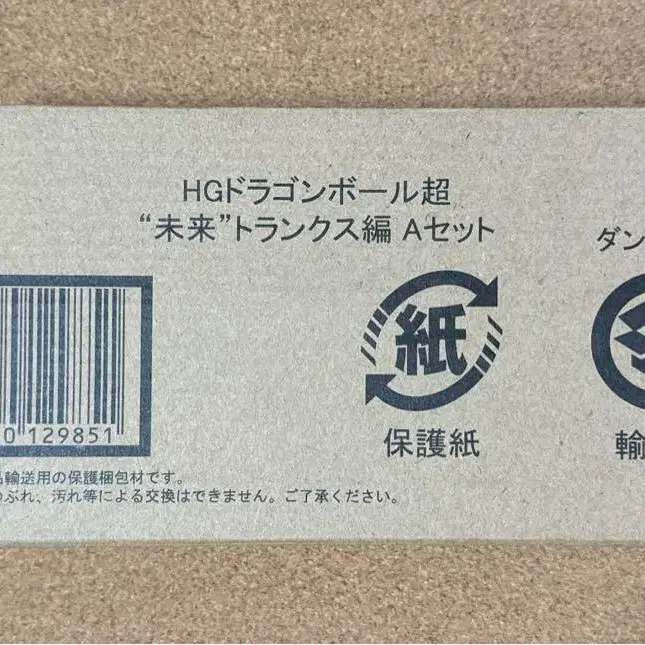 HGドラゴンボール超
“未来”トランクス編 Aセット
ダン
紙
保護紙
輸
0 129851
輸送用の保護梱包材です。
つぶれ、汚れ等による交換はできません。ご了承ください。